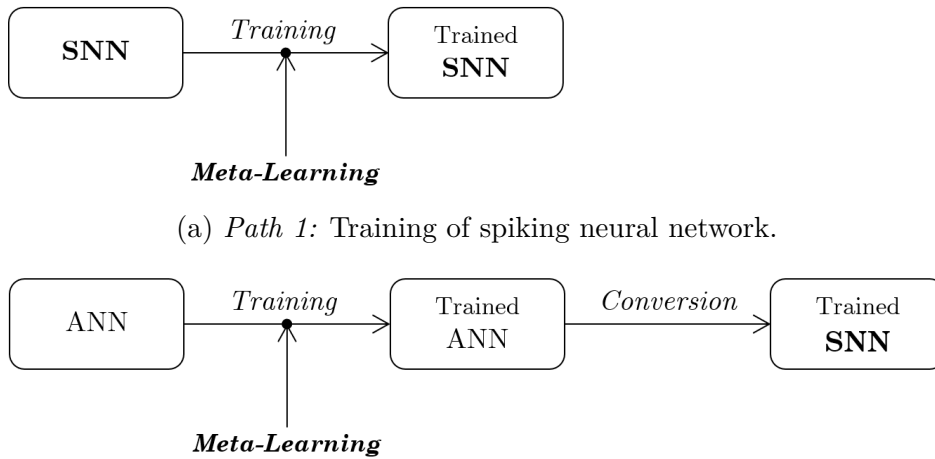 Training
SNN
Trained
SNN
Meta-Learning
(a) Path 1: Training of spiking neural network.
Training
Conversion
ANN
Trained
ANN
Trained
SNN
Meta-Learning